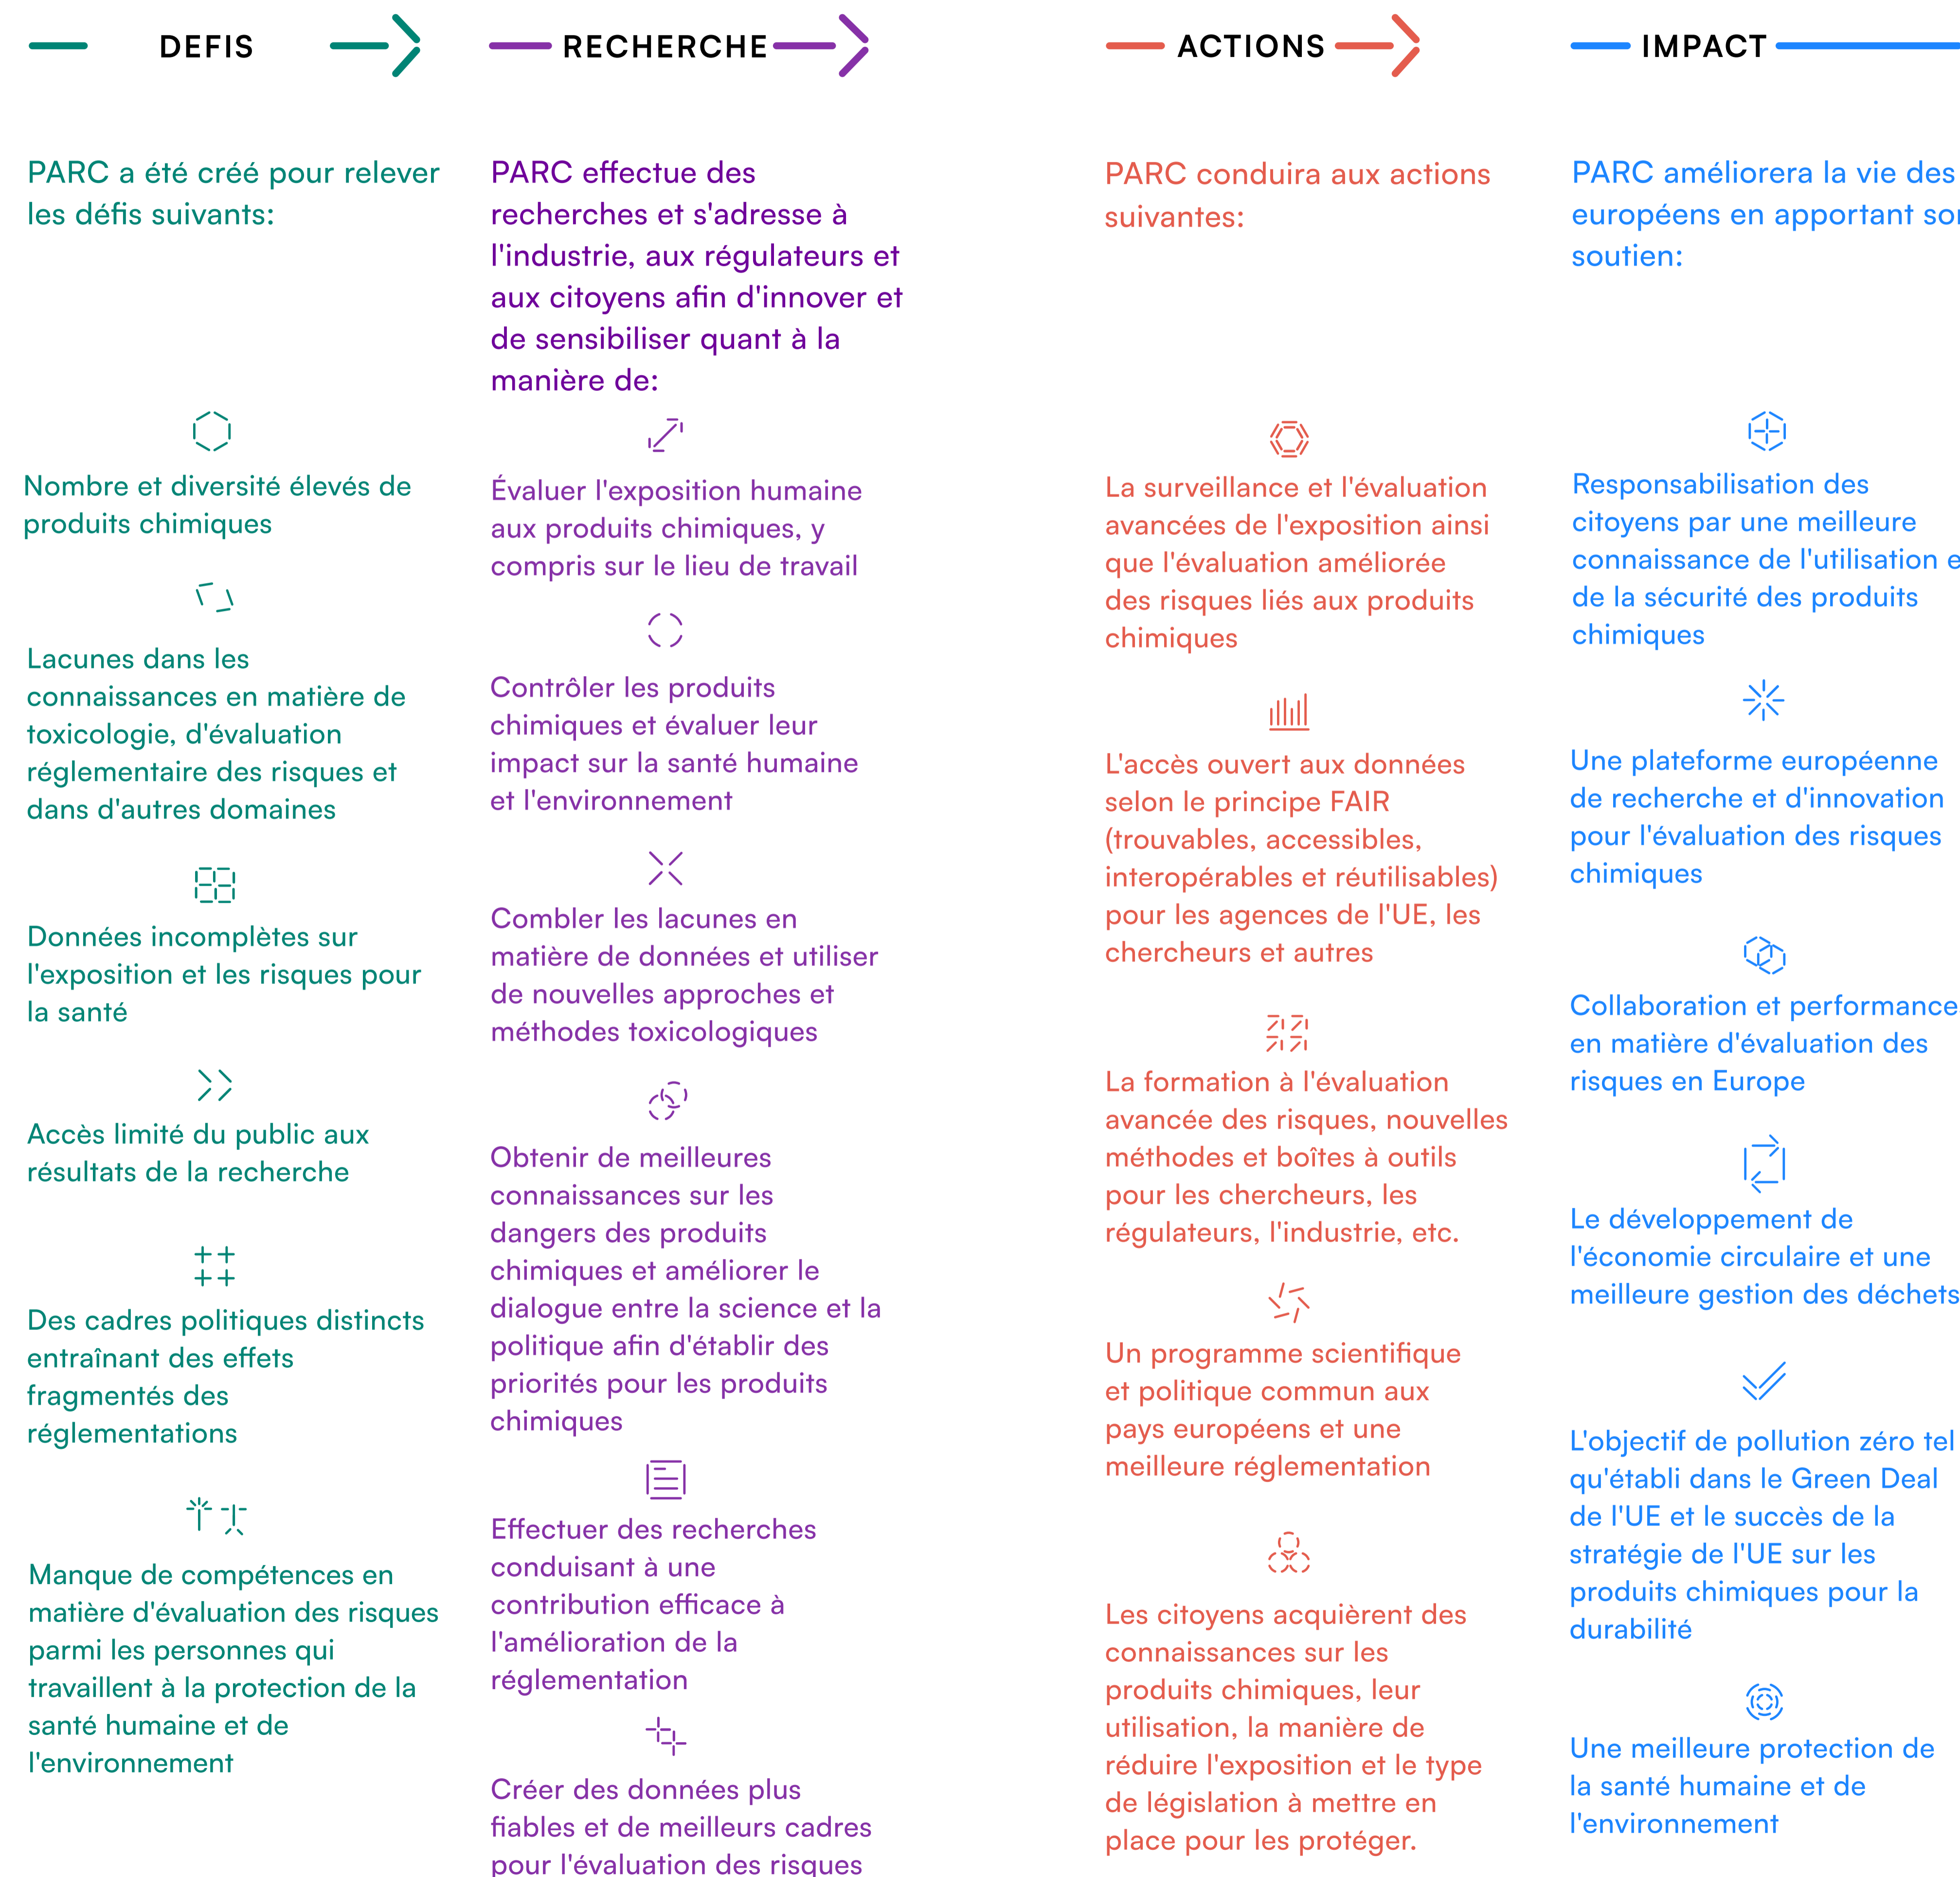 DEFIS
PARC a été créé pour relever
les défis suivants:
Nombre et diversité élevés de
produits chimiques
Lacunes dans les
connaissances en matière de
toxicologie, d'évaluation
réglementaire des risques et
dans d'autres domaines
Données incomplètes sur
l'exposition et les risques pour
la santé
Accès limité du public aux
résultats de la recherche
Des cadres politiques distincts
entraînant des effets
fragmentés des
réglementations
Manque de compétences en
matière d'évaluation des risques
parmi les personnes qui
travaillent à la protection de la
santé humaine et de
l'environnement
RECHERCHE
PARC effectue des
recherches et s'adresse à
l'industrie, aux régulateurs et
aux citoyens afin d'innover et
de sensibiliser quant à la
manière de:
Évaluer l'exposition humaine
aux produits chimiques, y
compris sur le lieu de travail
Contrôler les produits
chimiques et évaluer leur
impact sur la santé humaine
et l'environnement
Combler les lacunes en
matière de données et utiliser
de nouvelles approches et
méthodes toxicologiques
Obtenir de meilleures
connaissances sur les
dangers des produits
chimiques et améliorer le
dialogue entre la science et la
politique afin d'établir des
priorités pour les produits
chimiques
Effectuer des recherches
conduisant à une
contribution efficace à
l'amélioration de la
réglementation
Créer des données plus
fiables et de meilleurs cadres
pour l'évaluation des risques
ACTIONS
PARC conduira aux actions
suivantes:
La surveillance et l'évaluation
avancées de l'exposition ainsi
que l'évaluation améliorée
des risques liés aux produits
chimiques
L'accès ouvert aux données
selon le principe FAIR
(trouvables, accessibles,
interopérables et réutilisables)
pour les agences de l'UE, les
chercheurs et autres
La formation à l'évaluation
avancée des risques, nouvelles
méthodes et boîtes à outils
pour les chercheurs, les
régulateurs, l'industrie, etc.
Un programme scientifique
et politique commun aux
pays européens et une
meilleure réglementation
Les citoyens acquièrent des
connaissances sur les
produits chimiques, leur
utilisation, la manière de
réduire l'exposition et le type
de législation à mettre en
place pour les protéger.
IMPACT
PARC améliorera la vie des
européens en apportant
soutien:
Responsabilisation des
citoyens par une meilleure
connaissance de l'utilisation
de la sécurité des produits
chimiques
Une plateforme européenne
de recherche et d'innovation
pour l'évaluation des risques
chimiques
Collaboration et performance
en matière d'évaluation des
risques en Europe
Le développement de
l'économie circulaire et une
meilleure gestion des déchets
L'objectif de pollution zéro tel
qu'établi dans le Green Deal
de l'UE et le succès de la
stratégie de l'UE sur les
produits chimiques pour la
durabilité
Une meilleure protection de
la santé humaine et de
l'environnement